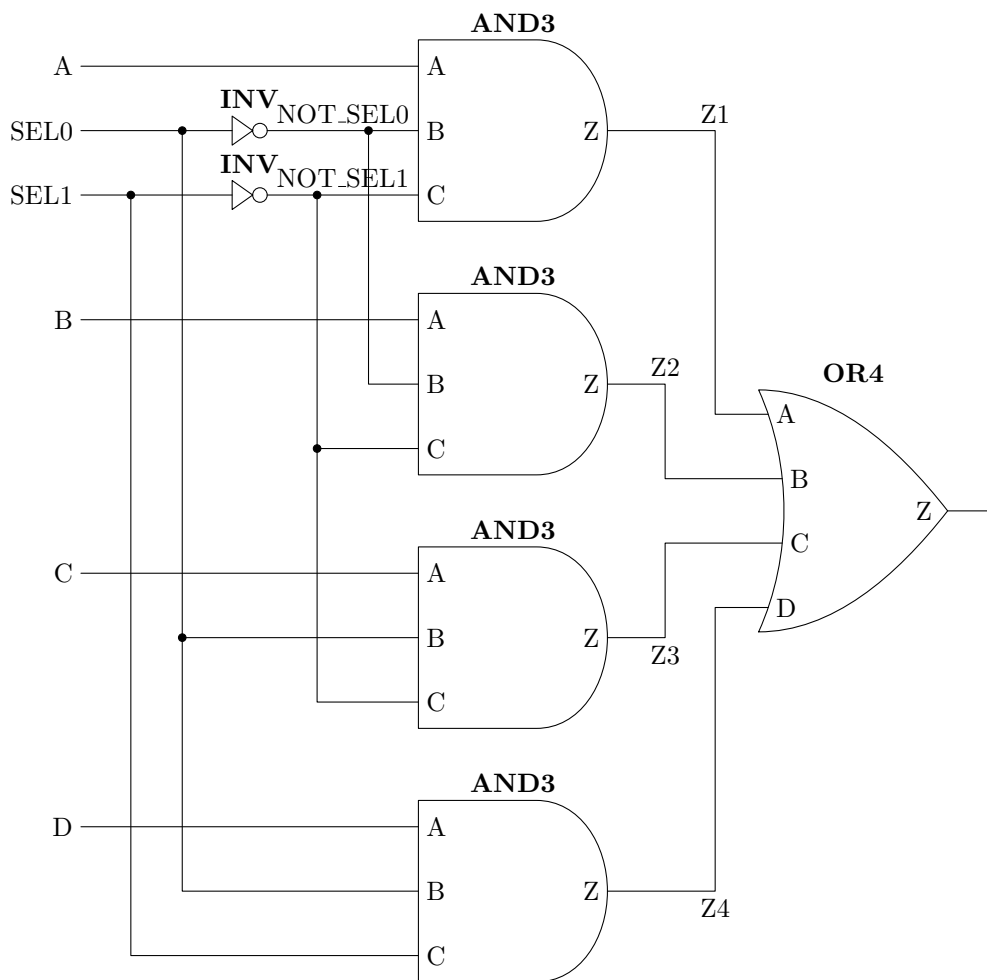 AND3
A
A
INV
NOT_SEL0
SEL0
B
Z
Z1
INV
NOT_SEL1
SEL1
C
AND3
B
A
B
Z
Z2
OR4
A
C
B
Z
AND3
C
C
A
D
B
Z
Z3
C
AND3
D
A
B
Z
Z4
C